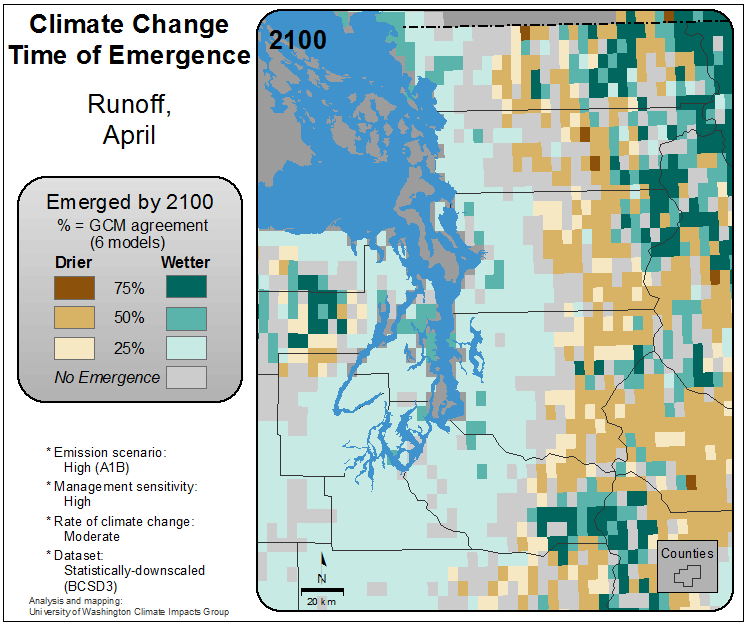 Climate Change
Time of Emergence
Runoff,
April
Emerged by 2100
% = GCM agreement
(6 models)
Drier Wetter
75%
50%
25%
No Emergence
* Emission scenario:
High (A1B)
* Management sensitivity:
High
* Rate of climate change:
Moderate
* Dataset:
Statistically-downscaled
(BCSD3)
Analysis and mapping:
University of Washington Climate Impacts Group
2100
N
20 km
Counties